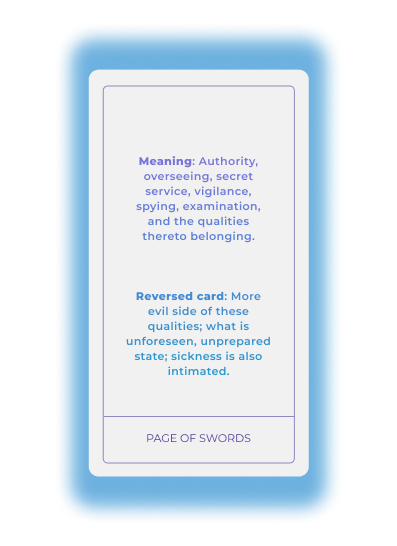 Meaning: Authority,
overseeing, secret
service, vigilance,
spying, examination,
and the qualities
thereto belonging.
Reversed card: More
evil side of these
qualities; what is
unforeseen, unprepared
state; sickness is also
intimated.
PAGE OF SWORDS